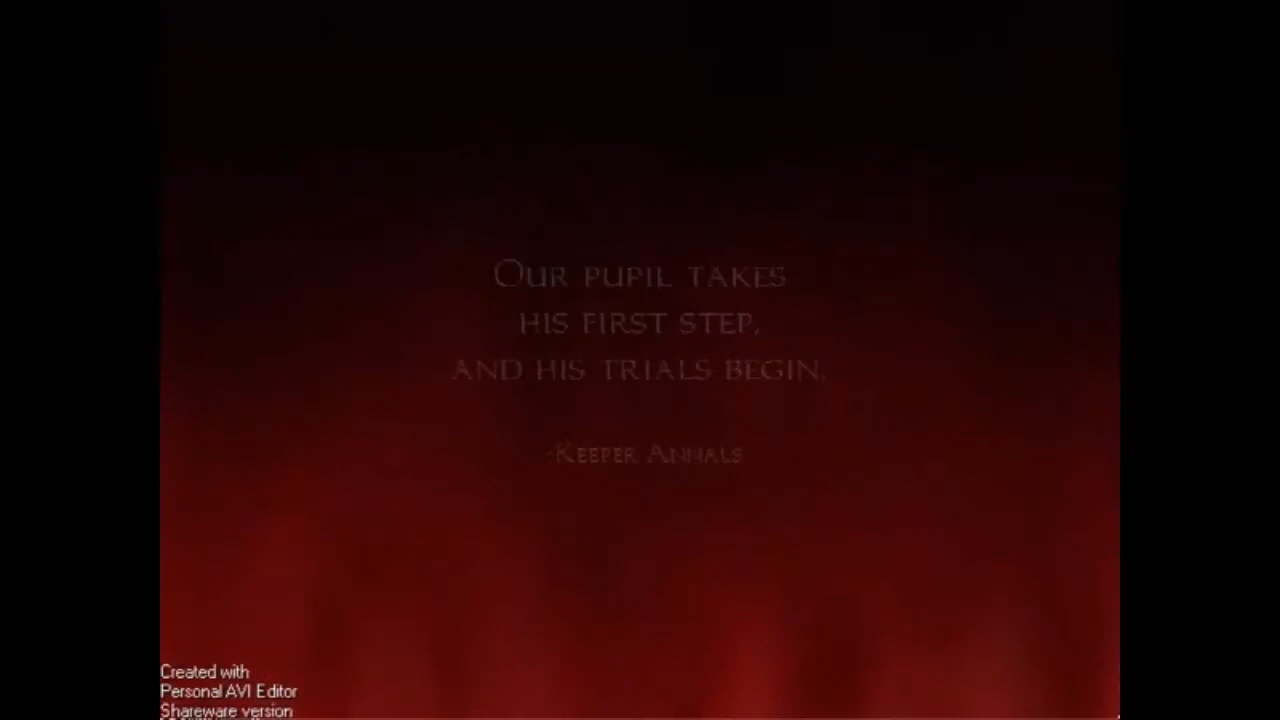 Our pupil takes
his first step,
and his trials begin.
-Keeper Annals
Created with
Personal AVI Editor
Shareware version